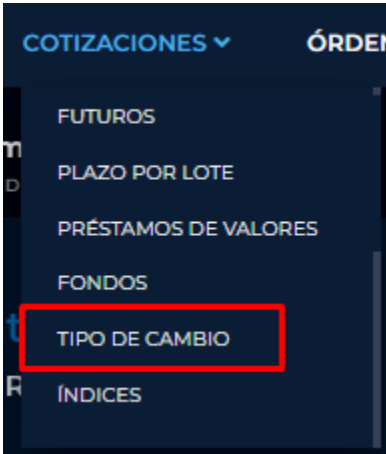 COTIZACIONES
ÓRDEN
FUTUROS
PLAZO POR LOTE
PRÉSTAMOS DE VALORES
FONDOS
TIPO DE CAMBIO
ÍNDICES